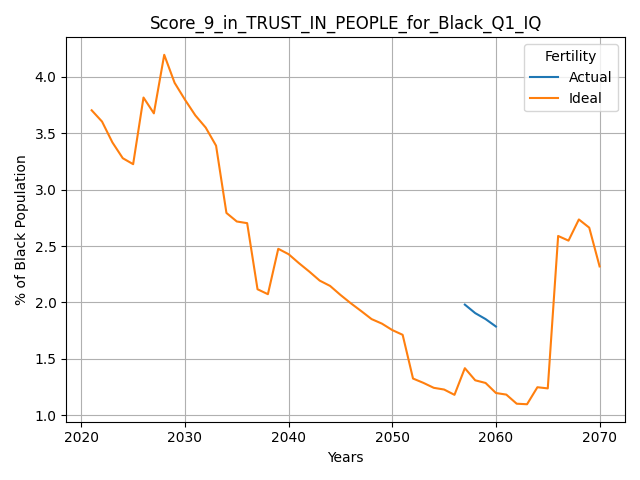 Score_9_in_TRUST_IN_PEOPLE_for_Black_Q1_IQ
Fertility
Actual
Ideal
% of Black Population
4.0
3.5
3.0
2.5
2.0
1.5
1.0
2020 2030 2040 2050 2060 2070
Years